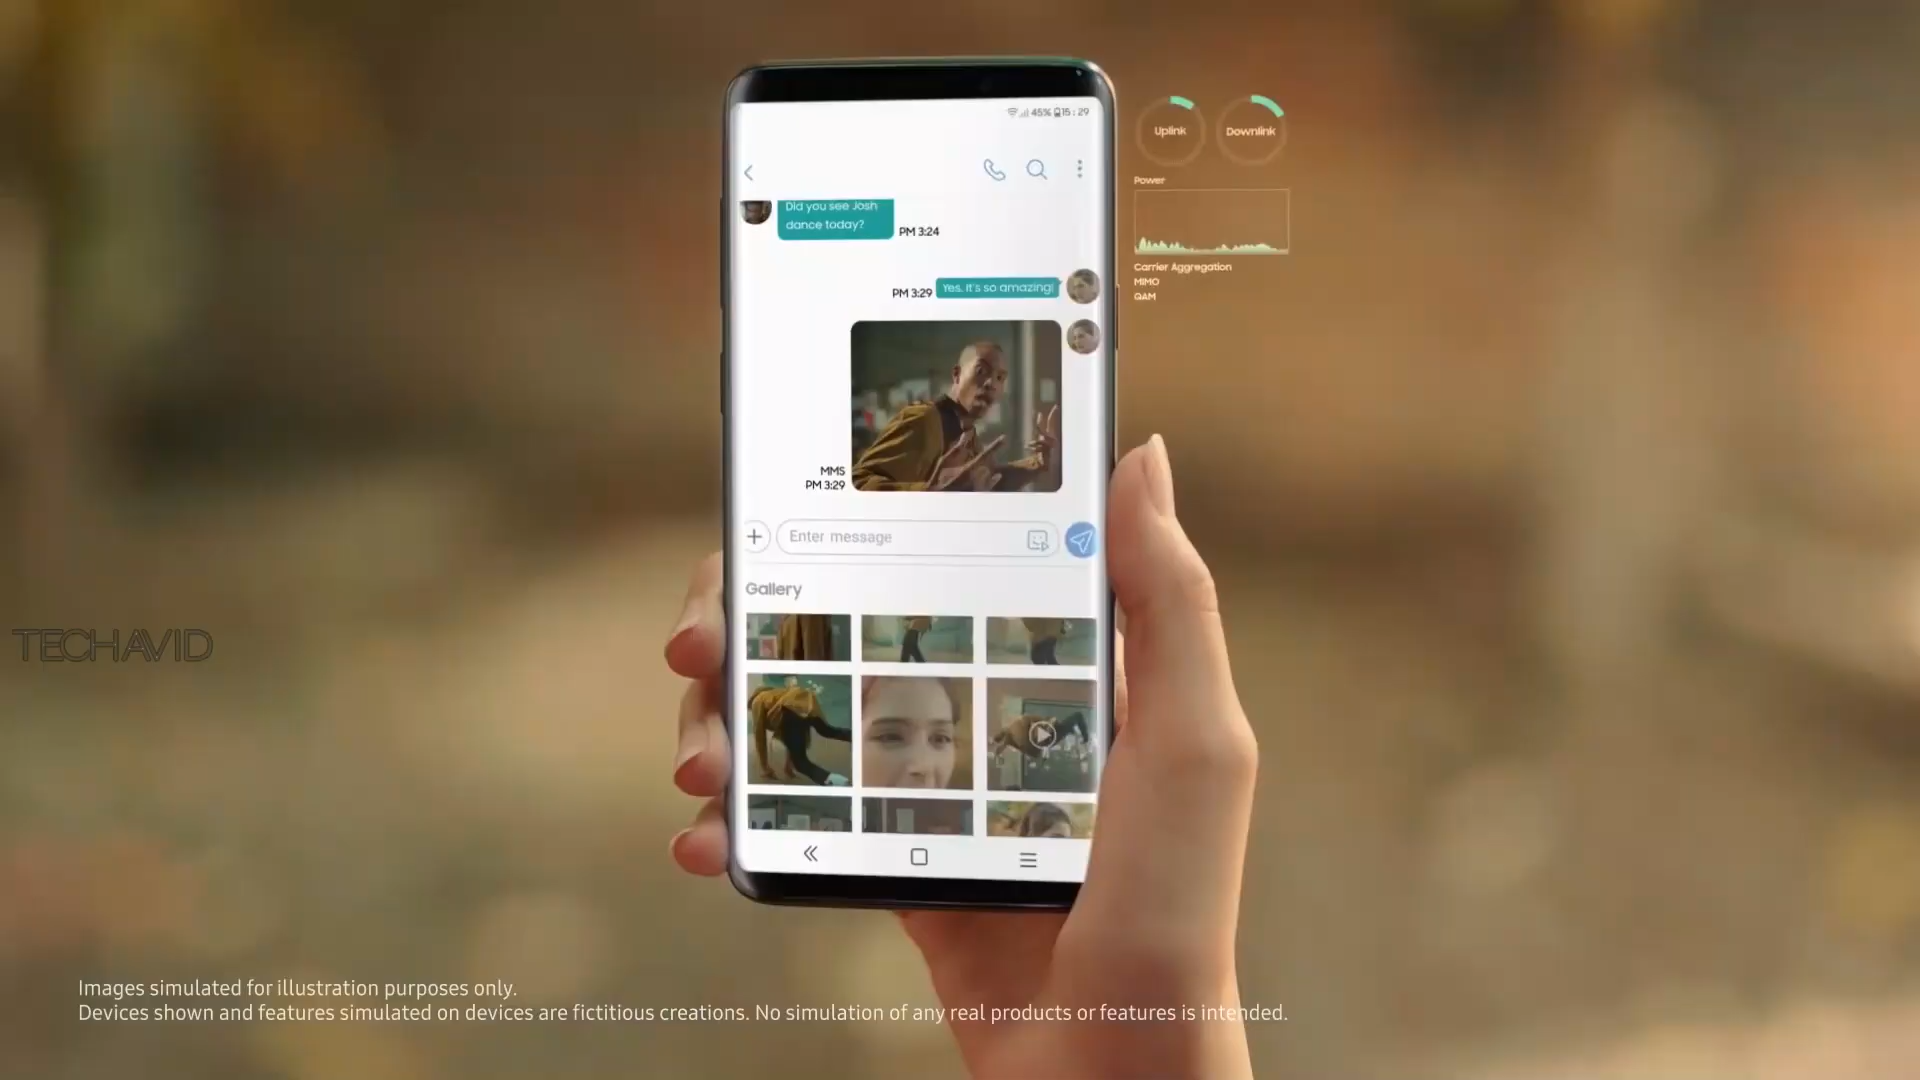 45% 15:29
Did you see Josh
dance today?
PM 3:24
PM 3:29 Yes. It's so amazing!
MMS
PM 3:29
Enter message
Gallery
Uplink Downlink
Power
Carrier Aggregation
MIMO
QAM
TECHAVID
Images simulated for illustration purposes only.
Devices shown and features simulated on devices are fictitious creations. No simulation of any real products or features is intended.